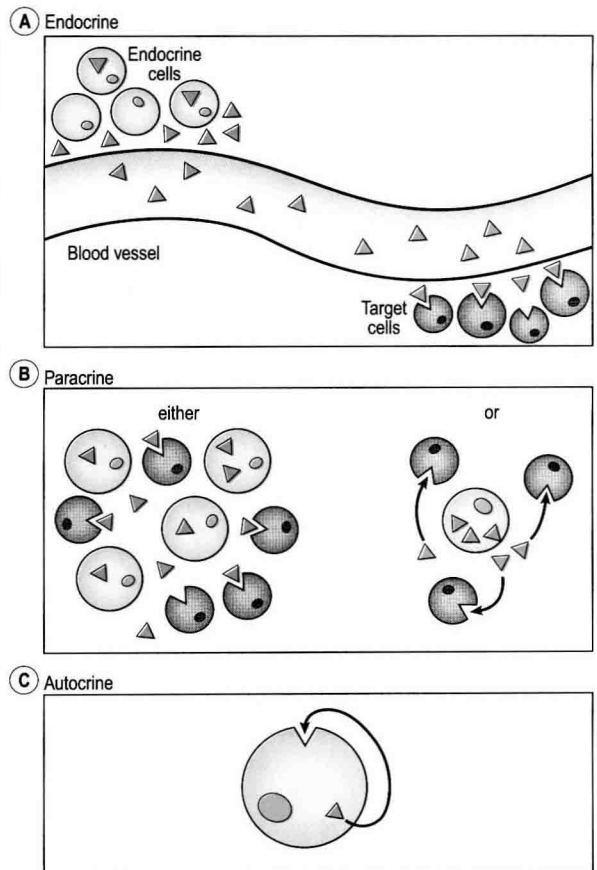 A Endocrine
Endocrine
cells
Blood vessel
Target
cells
B Paracrine
either
or
C Autocrine